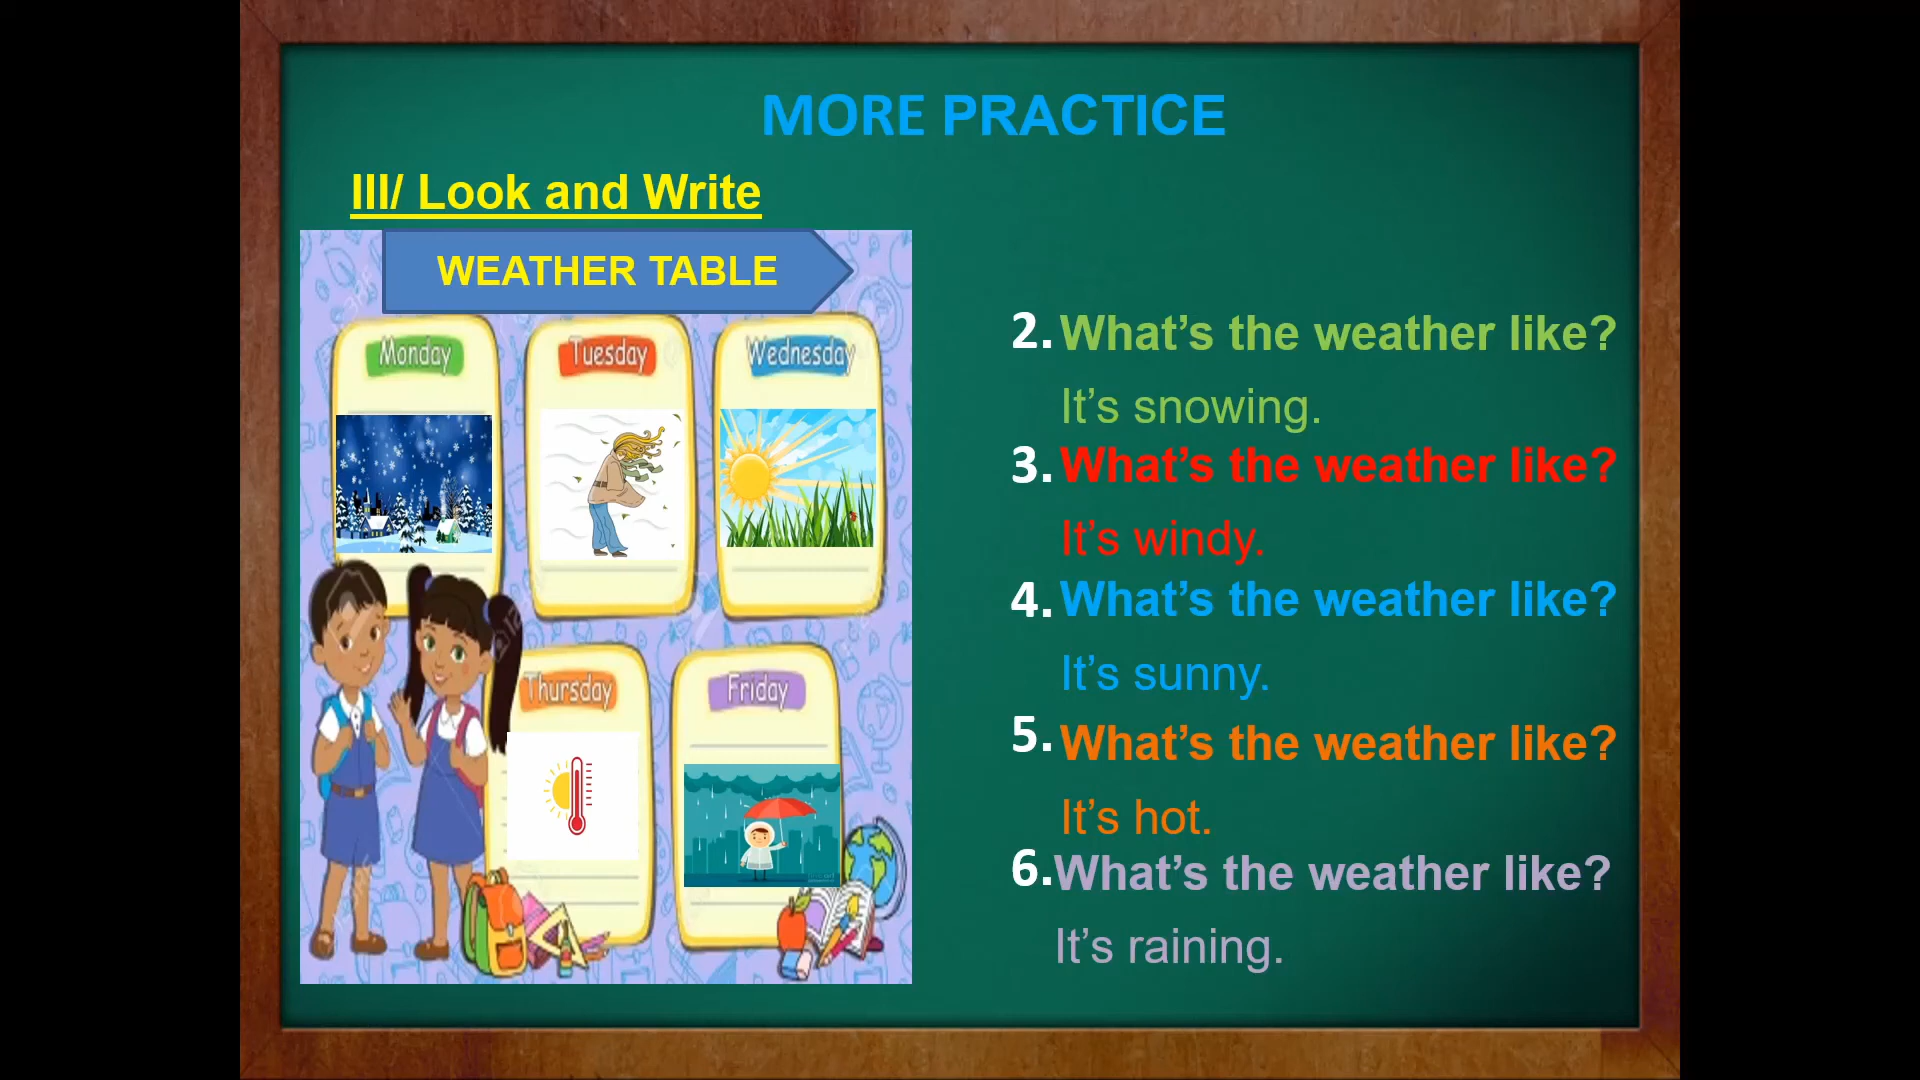 MORE PRACTICE
III/ Look and Write
WEATHER TABLE
Monday
Tuesday
Wednesday
Thursday
Friday
2. What’s the weather like?
It’s snowing.
3. What’s the weather like?
It’s windy.
4. What’s the weather like?
It’s sunny.
5. What’s the weather like?
It’s hot.
6. What’s the weather like?
It’s raining.